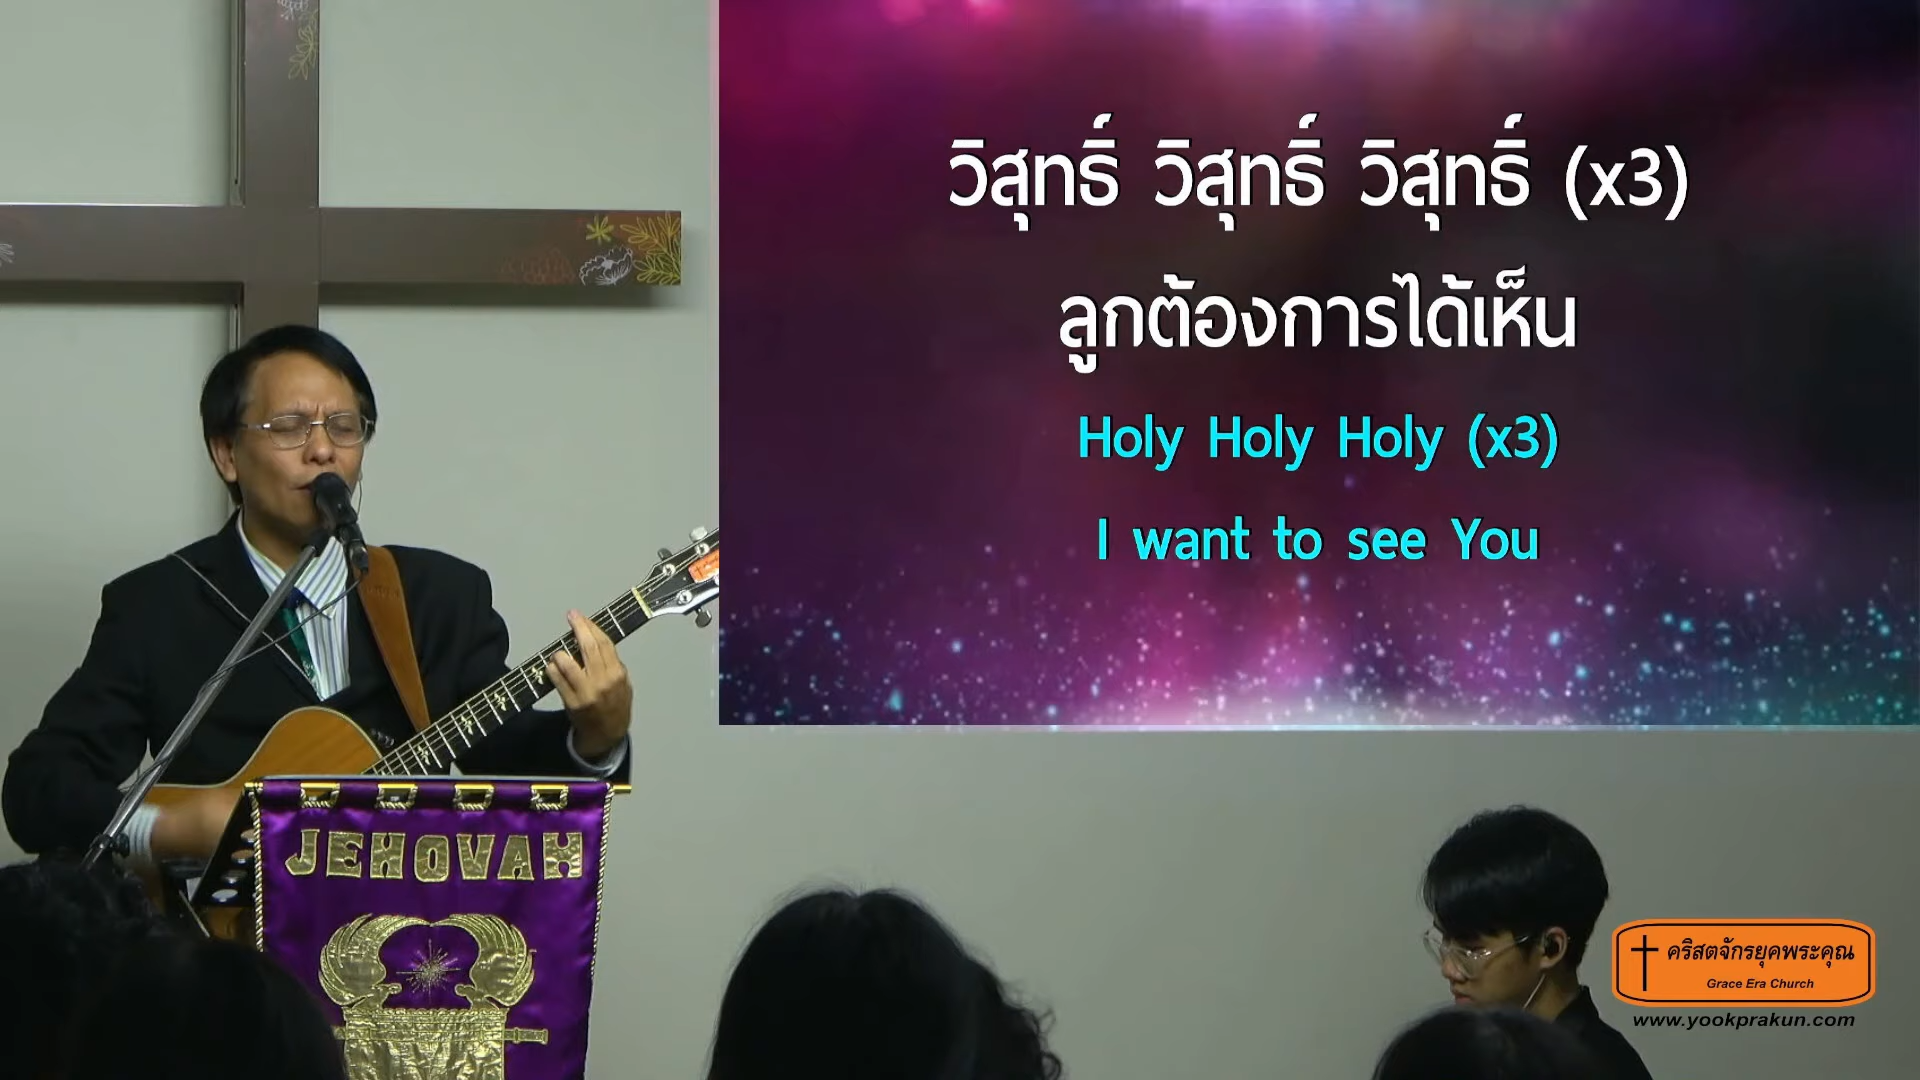 วิสุทธิ์ วิสุทธิ์ วิสุทธิ์ (x3)
ลูกต้องการได้เห็น
Holy Holy Holy (x3)
I want to see You
JEHOVAH
คริสตจักรยุคพระคุณ
Grace Era Church
www.yookprakun.com